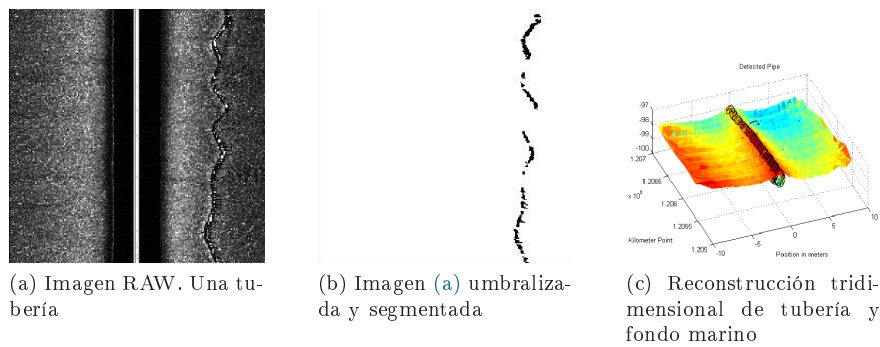 Detected Pipe
-97
-98
-99
-100
1.207
1.2065
x 10
1.206
1.2055
1.205
Kilometer Point
-10
-5
0
5
10
Position in meters
(a) Imagen RAW. Una tu-
bería
(b) Imagen (a) umbraliza-
da y segmentada
(c) Reconstrucción tridi-
mensional de tubería y
fondo marino